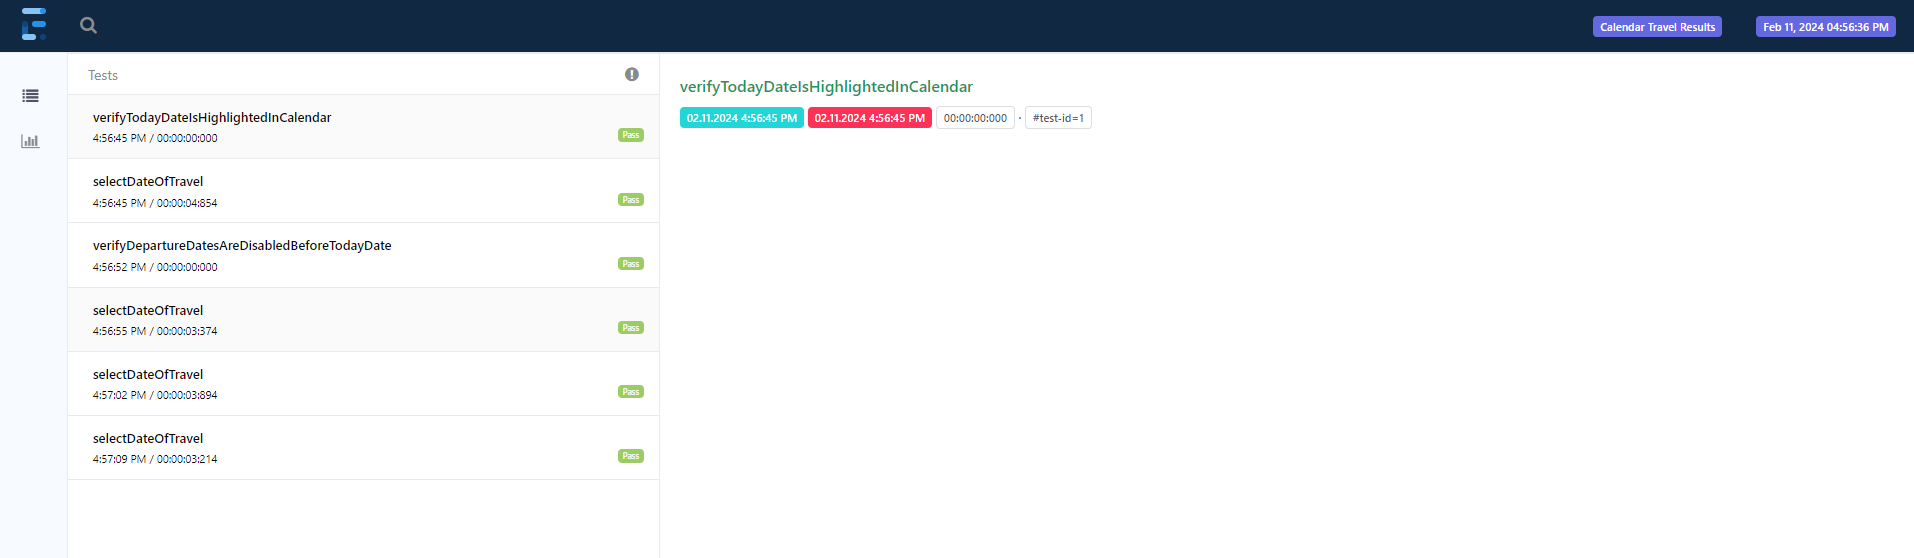 Calendar Travel Results
Feb 11, 2024 04:56:36 PM
Tests
verifyTodayDateIsHighlightedInCalendar
4:56:45 PM / 00:00:00:000
Pass
selectDateOfTravel
4:56:45 PM / 00:00:04:854
Pass
verifyDepartureDatesAreDisabledBeforeTodayDate
4:56:52 PM / 00:00:00:000
Pass
selectDateOfTravel
4:56:55 PM / 00:00:03:374
Pass
selectDateOfTravel
4:57:02 PM / 00:00:03:894
Pass
selectDateOfTravel
4:57:09 PM / 00:00:03:214
Pass
verifyTodayDateIsHighlightedInCalendar
02.11.2024 4:56:45 PM 02.11.2024 4:56:45 PM 00:00:00:000 · #test-id=1